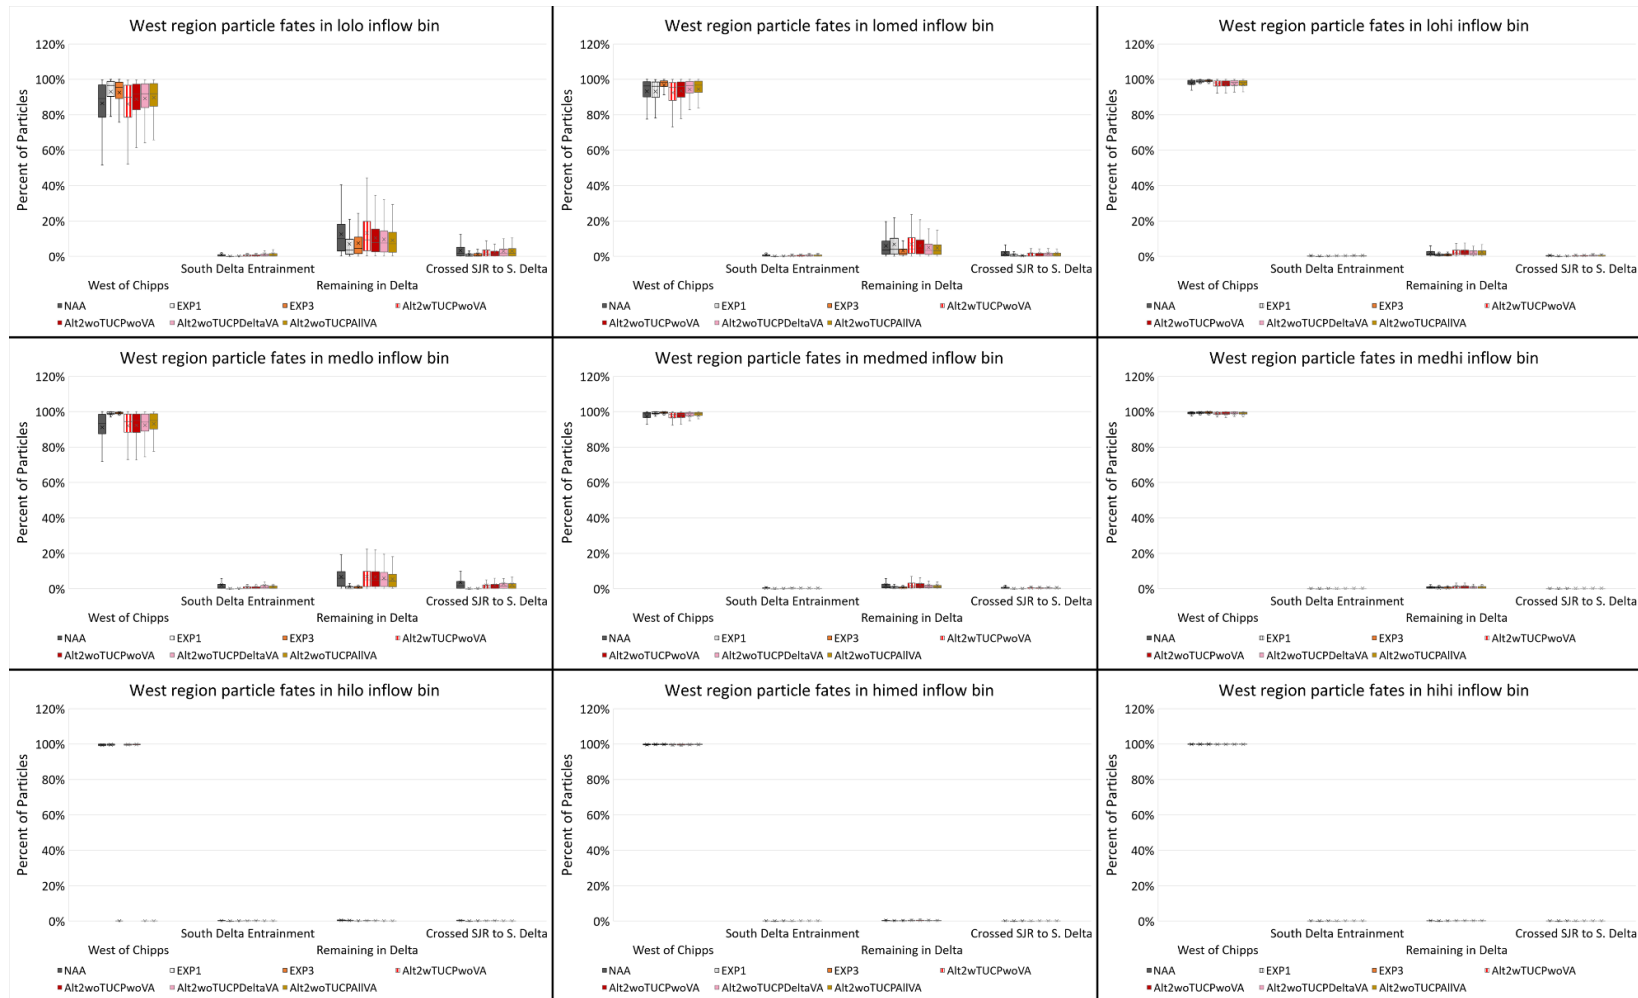 West region particle fates in lolo inflow bin
120%
100%
80%
60%
40%
20%
0%
Percent of Particles
South Delta Entrainment
Crossed SJR to S. Delta
West of Chipps
Remaining in Delta
NAA
EXP1
EXP3
Alt2wTUCPwoVA
Alt2woTUCPwoVA
Alt2woTUCPDeltaVA
Alt2woTUCPAllVA
West region particle fates in lomed inflow bin
120%
100%
80%
60%
40%
20%
0%
Percent of Particles
South Delta Entrainment
Crossed SJR to S. Delta
West of Chipps
Remaining in Delta
NAA
EXP1
EXP3
Alt2wTUCPwoVA
Alt2woTUCPwoVA
Alt2woTUCPDeltaVA
Alt2woTUCPAllVA
West region particle fates in lohi inflow bin
120%
100%
80%
60%
40%
20%
0%
Percent of Particles
South Delta Entrainment
Crossed SJR to S. Delta
West of Chipps
Remaining in Delta
NAA
EXP1
EXP3
Alt2wTUCPwoVA
Alt2woTUCPwoVA
Alt2woTUCPDeltaVA
Alt2woTUCPAllVA
West region particle fates in medlo inflow bin
120%
100%
80%
60%
40%
20%
0%
Percent of Particles
South Delta Entrainment
Crossed SJR to S. Delta
West of Chipps
Remaining in Delta
NAA
EXP1
EXP3
Alt2wTUCPwoVA
Alt2woTUCPwoVA
Alt2woTUCPDeltaVA
Alt2woTUCPAllVA
West region particle fates in medmed inflow bin
120%
100%
80%
60%
40%
20%
0%
Percent of Particles
South Delta Entrainment
Crossed SJR to S. Delta
West of Chipps
Remaining in Delta
NAA
EXP1
EXP3
Alt2wTUCPwoVA
Alt2woTUCPwoVA
Alt2woTUCPDeltaVA
Alt2woTUCPAllVA
West region particle fates in medhi inflow bin
120%
100%
80%
60%
40%
20%
0%
Percent of Particles
South Delta Entrainment
Crossed SJR to S. Delta
West of Chipps
Remaining in Delta
NAA
EXP1
EXP3
Alt2wTUCPwoVA
Alt2woTUCPwoVA
Alt2woTUCPDeltaVA
Alt2woTUCPAllVA
West region particle fates in hilo inflow bin
120%
100%
80%
60%
40%
20%
0%
Percent of Particles
South Delta Entrainment
Crossed SJR to S. Delta
West of Chipps
Remaining in Delta
NAA
EXP1
EXP3
Alt2wTUCPwoVA
Alt2woTUCPwoVA
Alt2woTUCPDeltaVA
Alt2woTUCPAllVA
West region particle fates in himed inflow bin
120%
100%
80%
60%
40%
20%
0%
Percent of Particles
South Delta Entrainment
Crossed SJR to S. Delta
West of Chipps
Remaining in Delta
NAA
EXP1
EXP3
Alt2wTUCPwoVA
Alt2woTUCPwoVA
Alt2woTUCPDeltaVA
Alt2woTUCPAllVA
West region particle fates in hihi inflow bin
120%
100%
80%
60%
40%
20%
0%
Percent of Particles
South Delta Entrainment
Crossed SJR to S. Delta
West of Chipps
Remaining in Delta
NAA
EXP1
EXP3
Alt2wTUCPwoVA
Alt2woTUCPwoVA
Alt2woTUCPDeltaVA
Alt2woTUCPAllVA